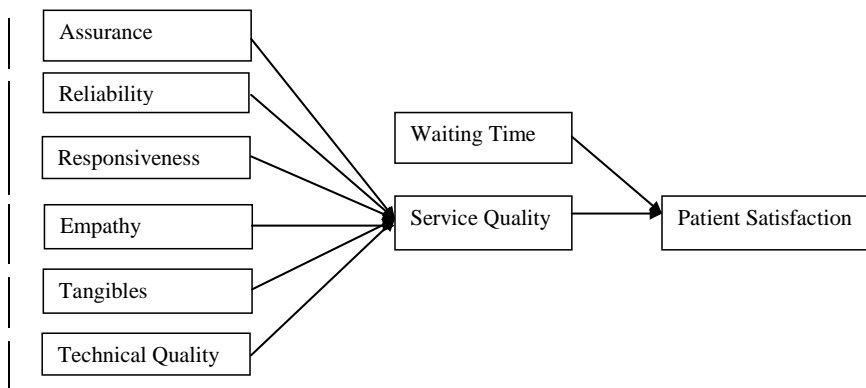 Assurance
Reliability
Responsiveness
Empathy
Tangibles
Technical Quality
Waiting Time
Service Quality
Patient Satisfaction